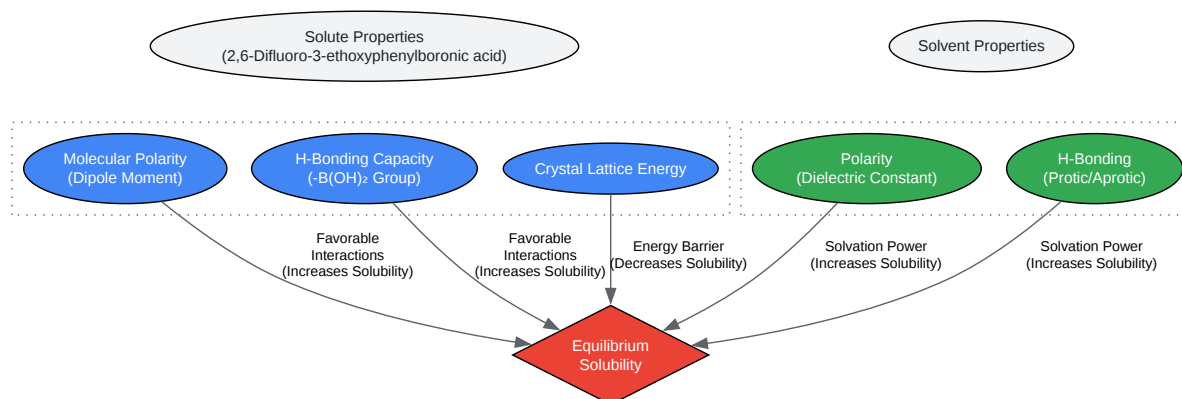 Solute Properties
(2,6-Difluoro-3-ethoxyphenylboronic acid)
Solvent Properties
Molecular Polarity
(Dipole Moment)
H-Bonding Capacity
(-B(OH)₂ Group)
Crystal Lattice Energy
Polarity
(Dielectric Constant)
H-Bonding
(Protic/Aprotic)
Favorable
Interactions
(Increases Solubility)
Favorable
Interactions
(Increases Solubility)
Energy Barrier
(Decreases Solubility)
Solvation Power
(Increases Solubility)
Solvation Power
(Increases Solubility)
Equilibrium
Solubility